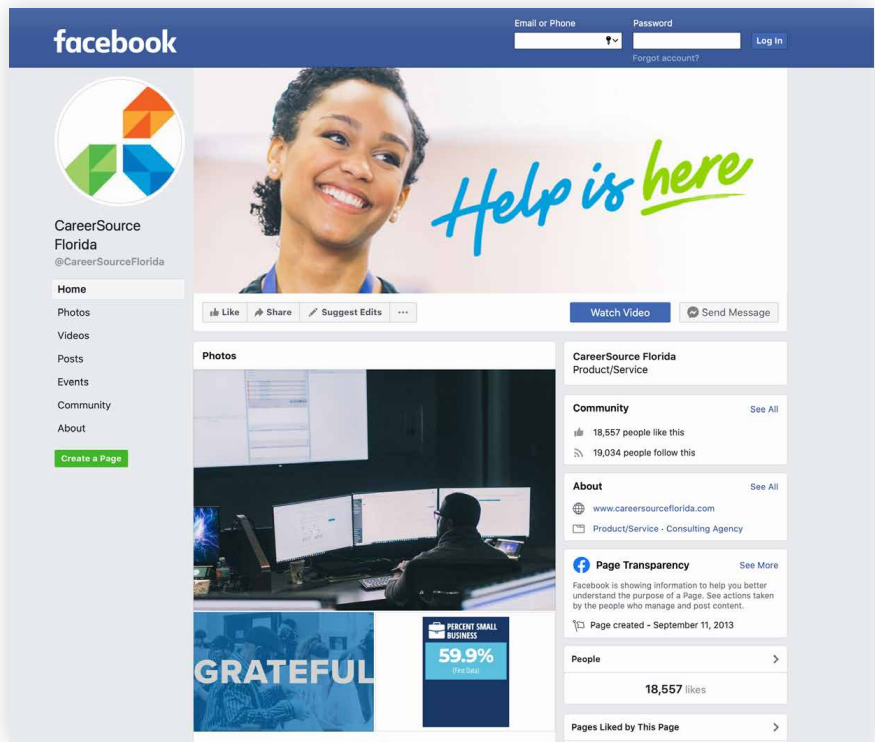 facebook
Email or Phone
Password
Log In
Forgot account?
CareerSource
Florida
@CareerSourceFlorida
Home
Photos
Videos
Posts
Events
Community
About
Create a Page
Help is here
Like
Share
Suggest Edits
...
Watch Video
Send Message
Photos
GRATEFUL
PERCENT SMALL
BUSINESS
59.9%
(First Data)
CareerSource Florida
Product/Service
Community
See All
18,557 people like this
19,034 people follow this
About
See All
www.careersourceflorida.com
Product/Service · Consulting Agency
Page Transparency
See More
Facebook is showing information to help you better
understand the purpose of a Page. See actions taken
by the people who manage and post content.
Page created - September 11, 2013
People
18,557 likes
Pages Liked by This Page